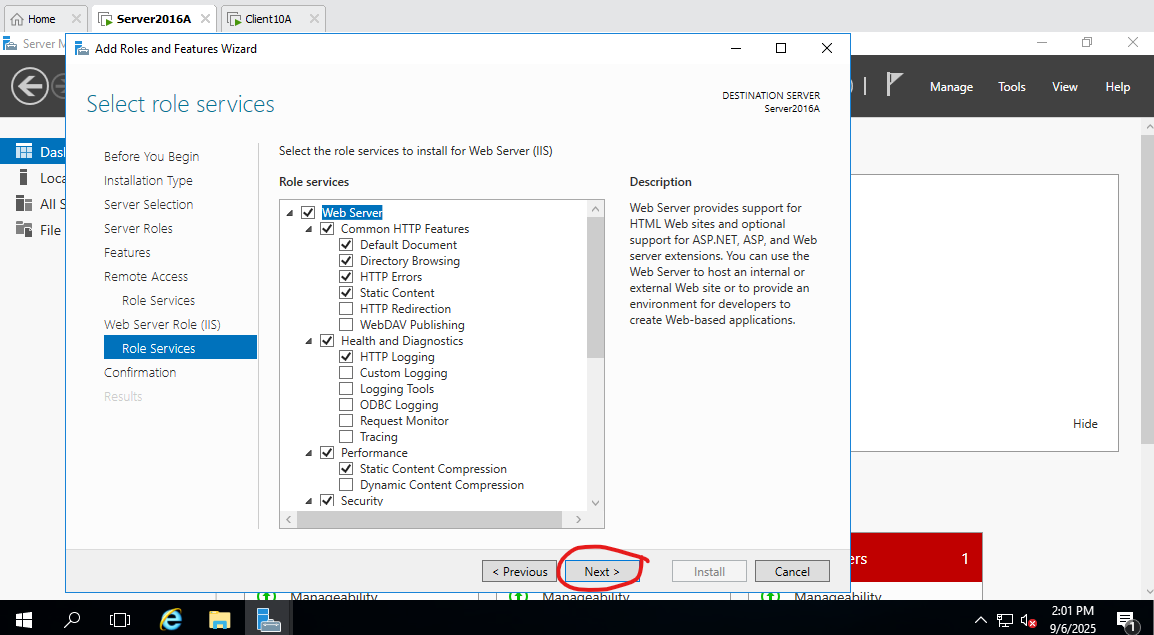 Home
Server2016A
Client10A
Server M
Add Roles and Features Wizard
Manage
Tools
View
Help
Select role services
DESTINATION SERVER
Server2016A
Before You Begin
Installation Type
Server Selection
Server Roles
Features
Remote Access
Role Services
Web Server Role (IIS)
Role Services
Confirmation
Results
Select the role services to install for Web Server (IIS)
Role services
Web Server
Common HTTP Features
Default Document
Directory Browsing
HTTP Errors
Static Content
HTTP Redirection
WebDAV Publishing
Health and Diagnostics
HTTP Logging
Custom Logging
Logging Tools
ODBC Logging
Request Monitor
Tracing
Performance
Static Content Compression
Dynamic Content Compression
Security
Description
Web Server provides support for
HTML Web sites and optional
support for ASP.NET, ASP, and Web
server extensions. You can use the
Web Server to host an internal or
external Web site or to provide an
environment for developers to
create Web-based applications.
Das
Loca
All S
File
Hide
< Previous
Next >
Install
Cancel
ers
1
Manageability
Manageability
Manageability
2:01 PM
9/6/2025
1